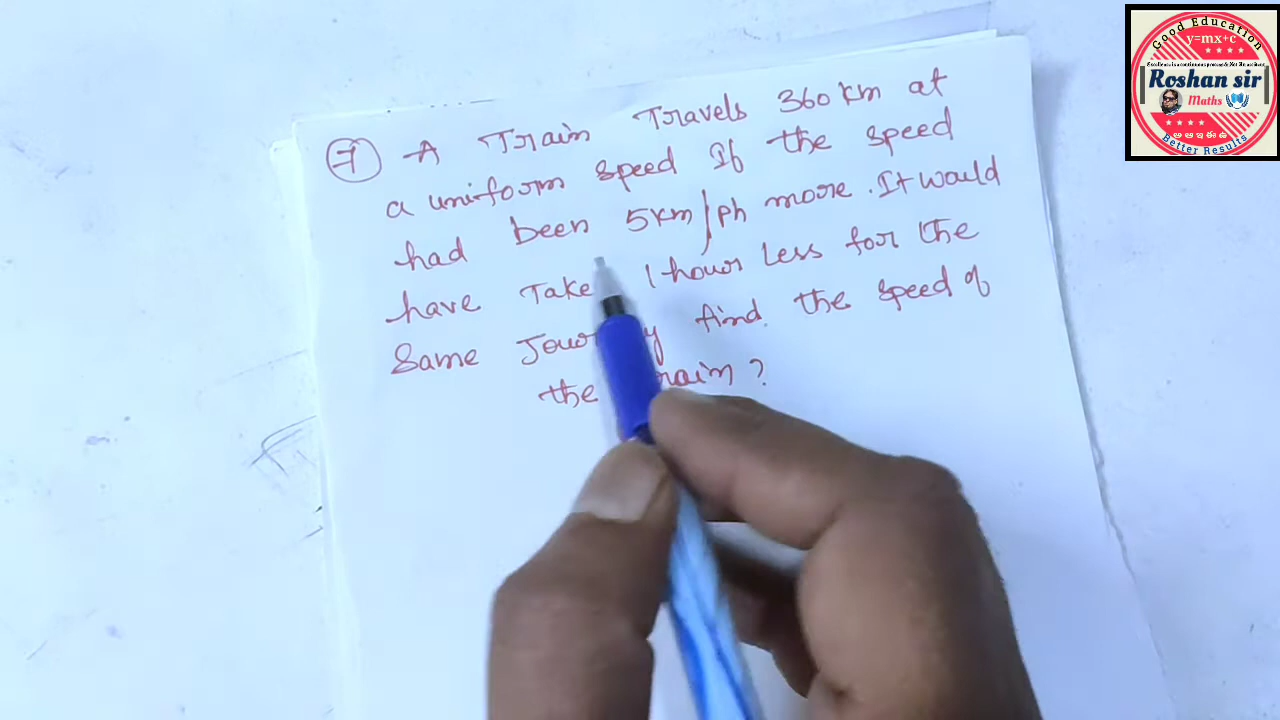 7 A Train Travels 360 km at
a uniform speed If the speed
had been 5km/ph more. It would
have Take 1 hour less for the
Same find the speed of
the ?
Good Education
y=mx+c
Roshan sir
Maths
Better Results